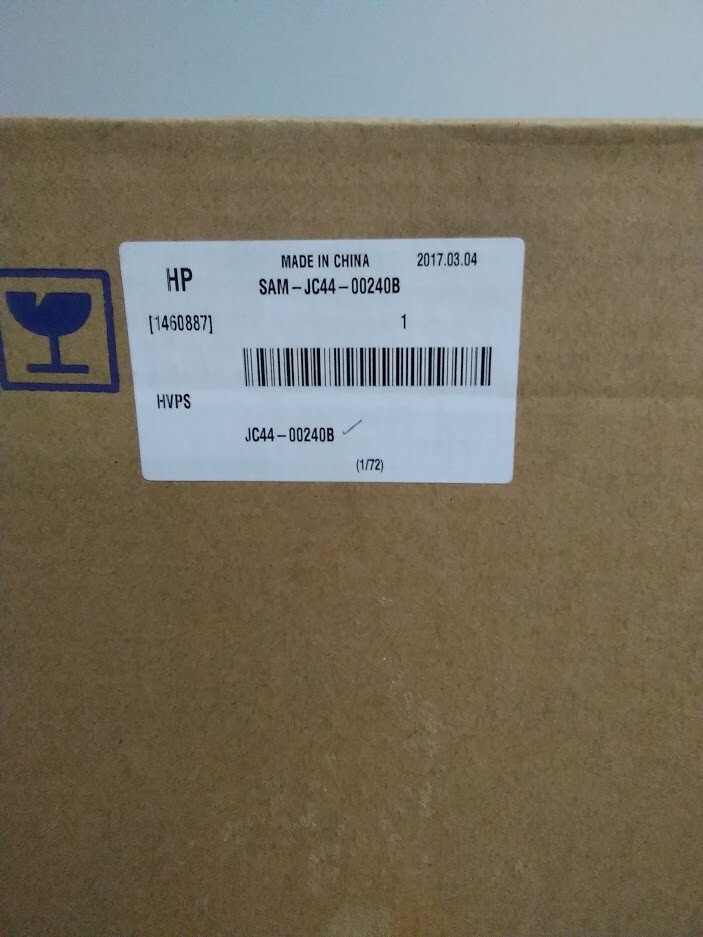 MADE IN CHINA 2017.03.04
HP SAM-JC44-00240B
[1460887] 1
HVPS
JC44-00240B
(1/72)